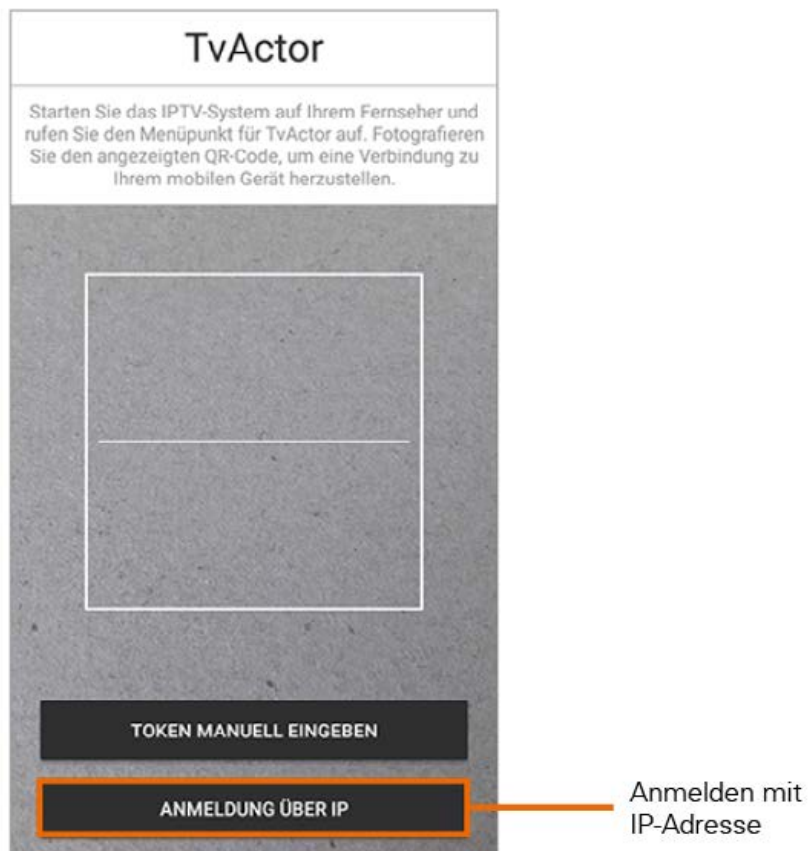 TvActor
Starten Sie das IPTV-System auf Ihrem Fernseher und
rufen Sie den Menüpunkt für TvActor auf. Fotografieren
Sie den angezeigten QR-Code, um eine Verbindung zu
Ihrem mobilen Gerät herzustellen.
TOKEN MANUELL EINGEBEN
ANMELDUNG ÜBER IP
Anmelden mit
IP-Adresse